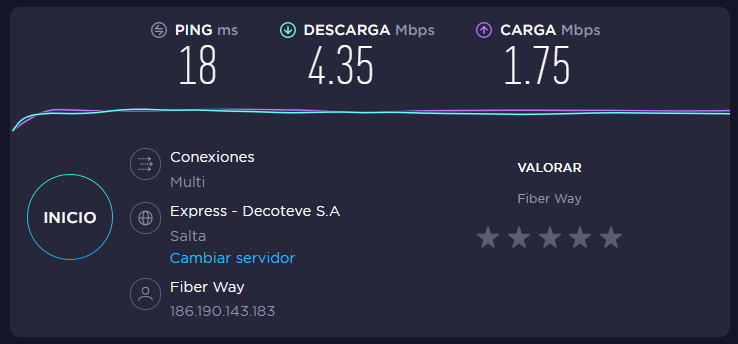 PING ms
18
DESCARGA Mbps
4.35
CARGA Mbps
1.75
INICIO
Conexiones
Multi
Express - Decoteve S.A
Salta
Cambiar servidor
Fiber Way
186.190.143.183
VALORAR
Fiber Way